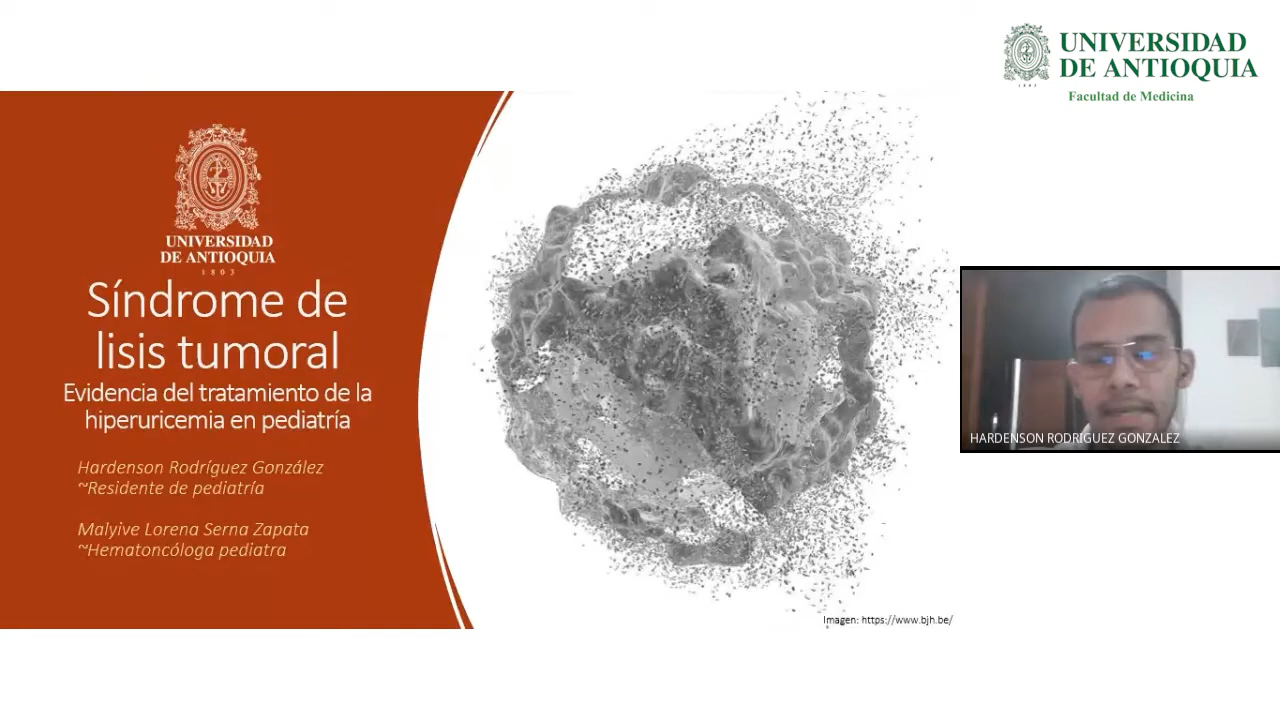 UNIVERSIDAD
DE ANTIOQUIA
Facultad de Medicina
1803
UNIVERSIDAD
DE ANTIOQUIA
1803
Síndrome de
lisis tumoral
Evidencia del tratamiento de la
hiperuricemia en pediatría
Hardenson Rodríguez González
~Residente de pediatría
Malyive Lorena Serna Zapata
~Hematoncóloga pediatra
HARDENSON RODRIGUEZ GONZALEZ
Imagen: https://www.bjh.be/